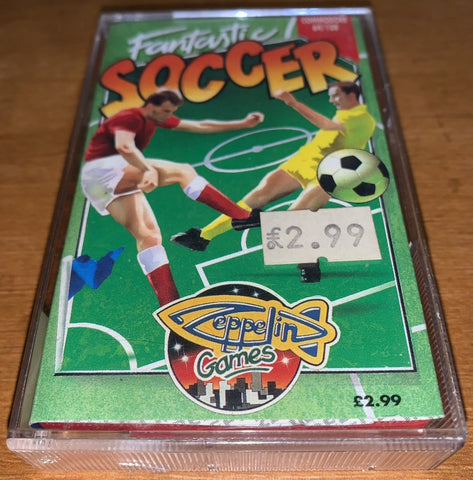 Fantastic!
SOCCER
COMMODORE
64/128
£2.99
Zeppelin
Games
£2.99